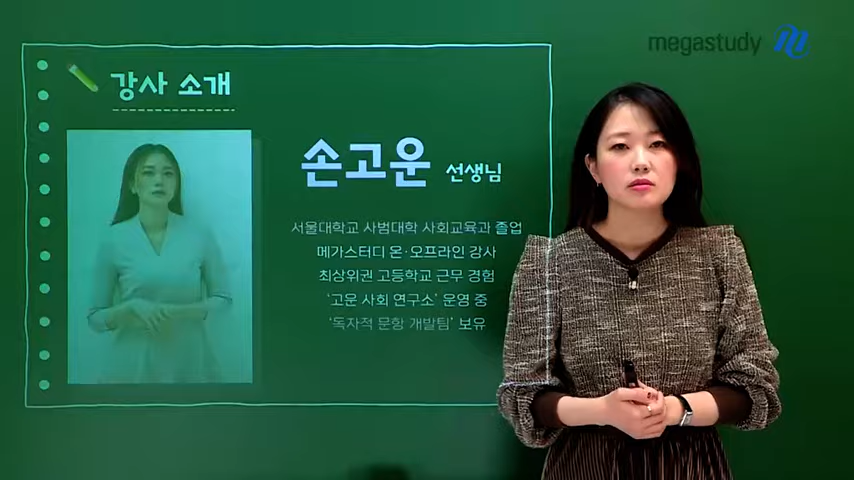 megastudy
강사 소개
손고운 선생님
서울대학교 사범대학 사회교육과 졸업
메가스터디 온·오프라인 강사
최상위권 고등학교 근무 경험
‘고운 사회 연구소’ 운영 중
‘독자적 문항 개발팀’ 보유